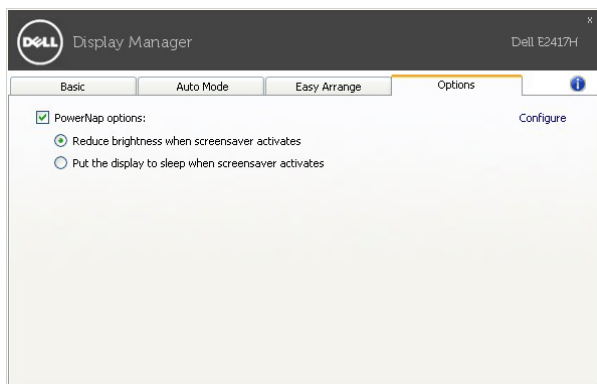 x
DELL Display Manager Dell E2417H
Basic Auto Mode Easy Arrange Options i
PowerNap options: Configure
Reduce brightness when screensaver activates
Put the display to sleep when screensaver activates